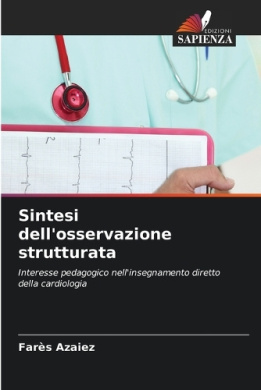 EDIZIONI
SAPIENZA
Sintesi
dell'osservazione
strutturata
Interesse pedagogico nell'insegnamento diretto
della cardiologia
Farès Azaiez